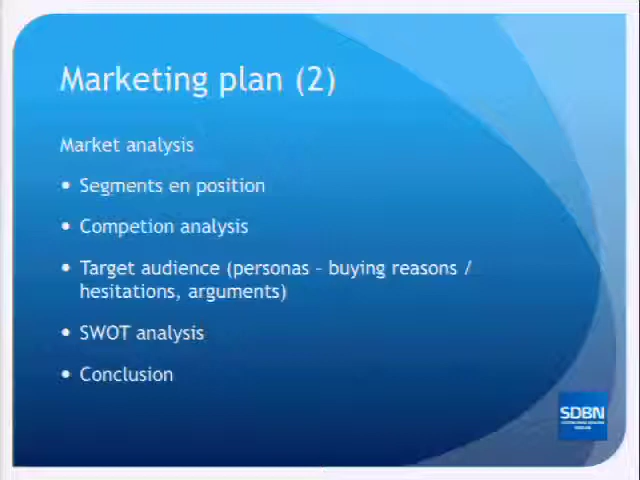 Marketing plan (2)
Market analysis
• Segments en position
• Competion analysis
• Target audience (personas – buying reasons /
hesitations, arguments)
• SWOT analysis
• Conclusion
SDBN